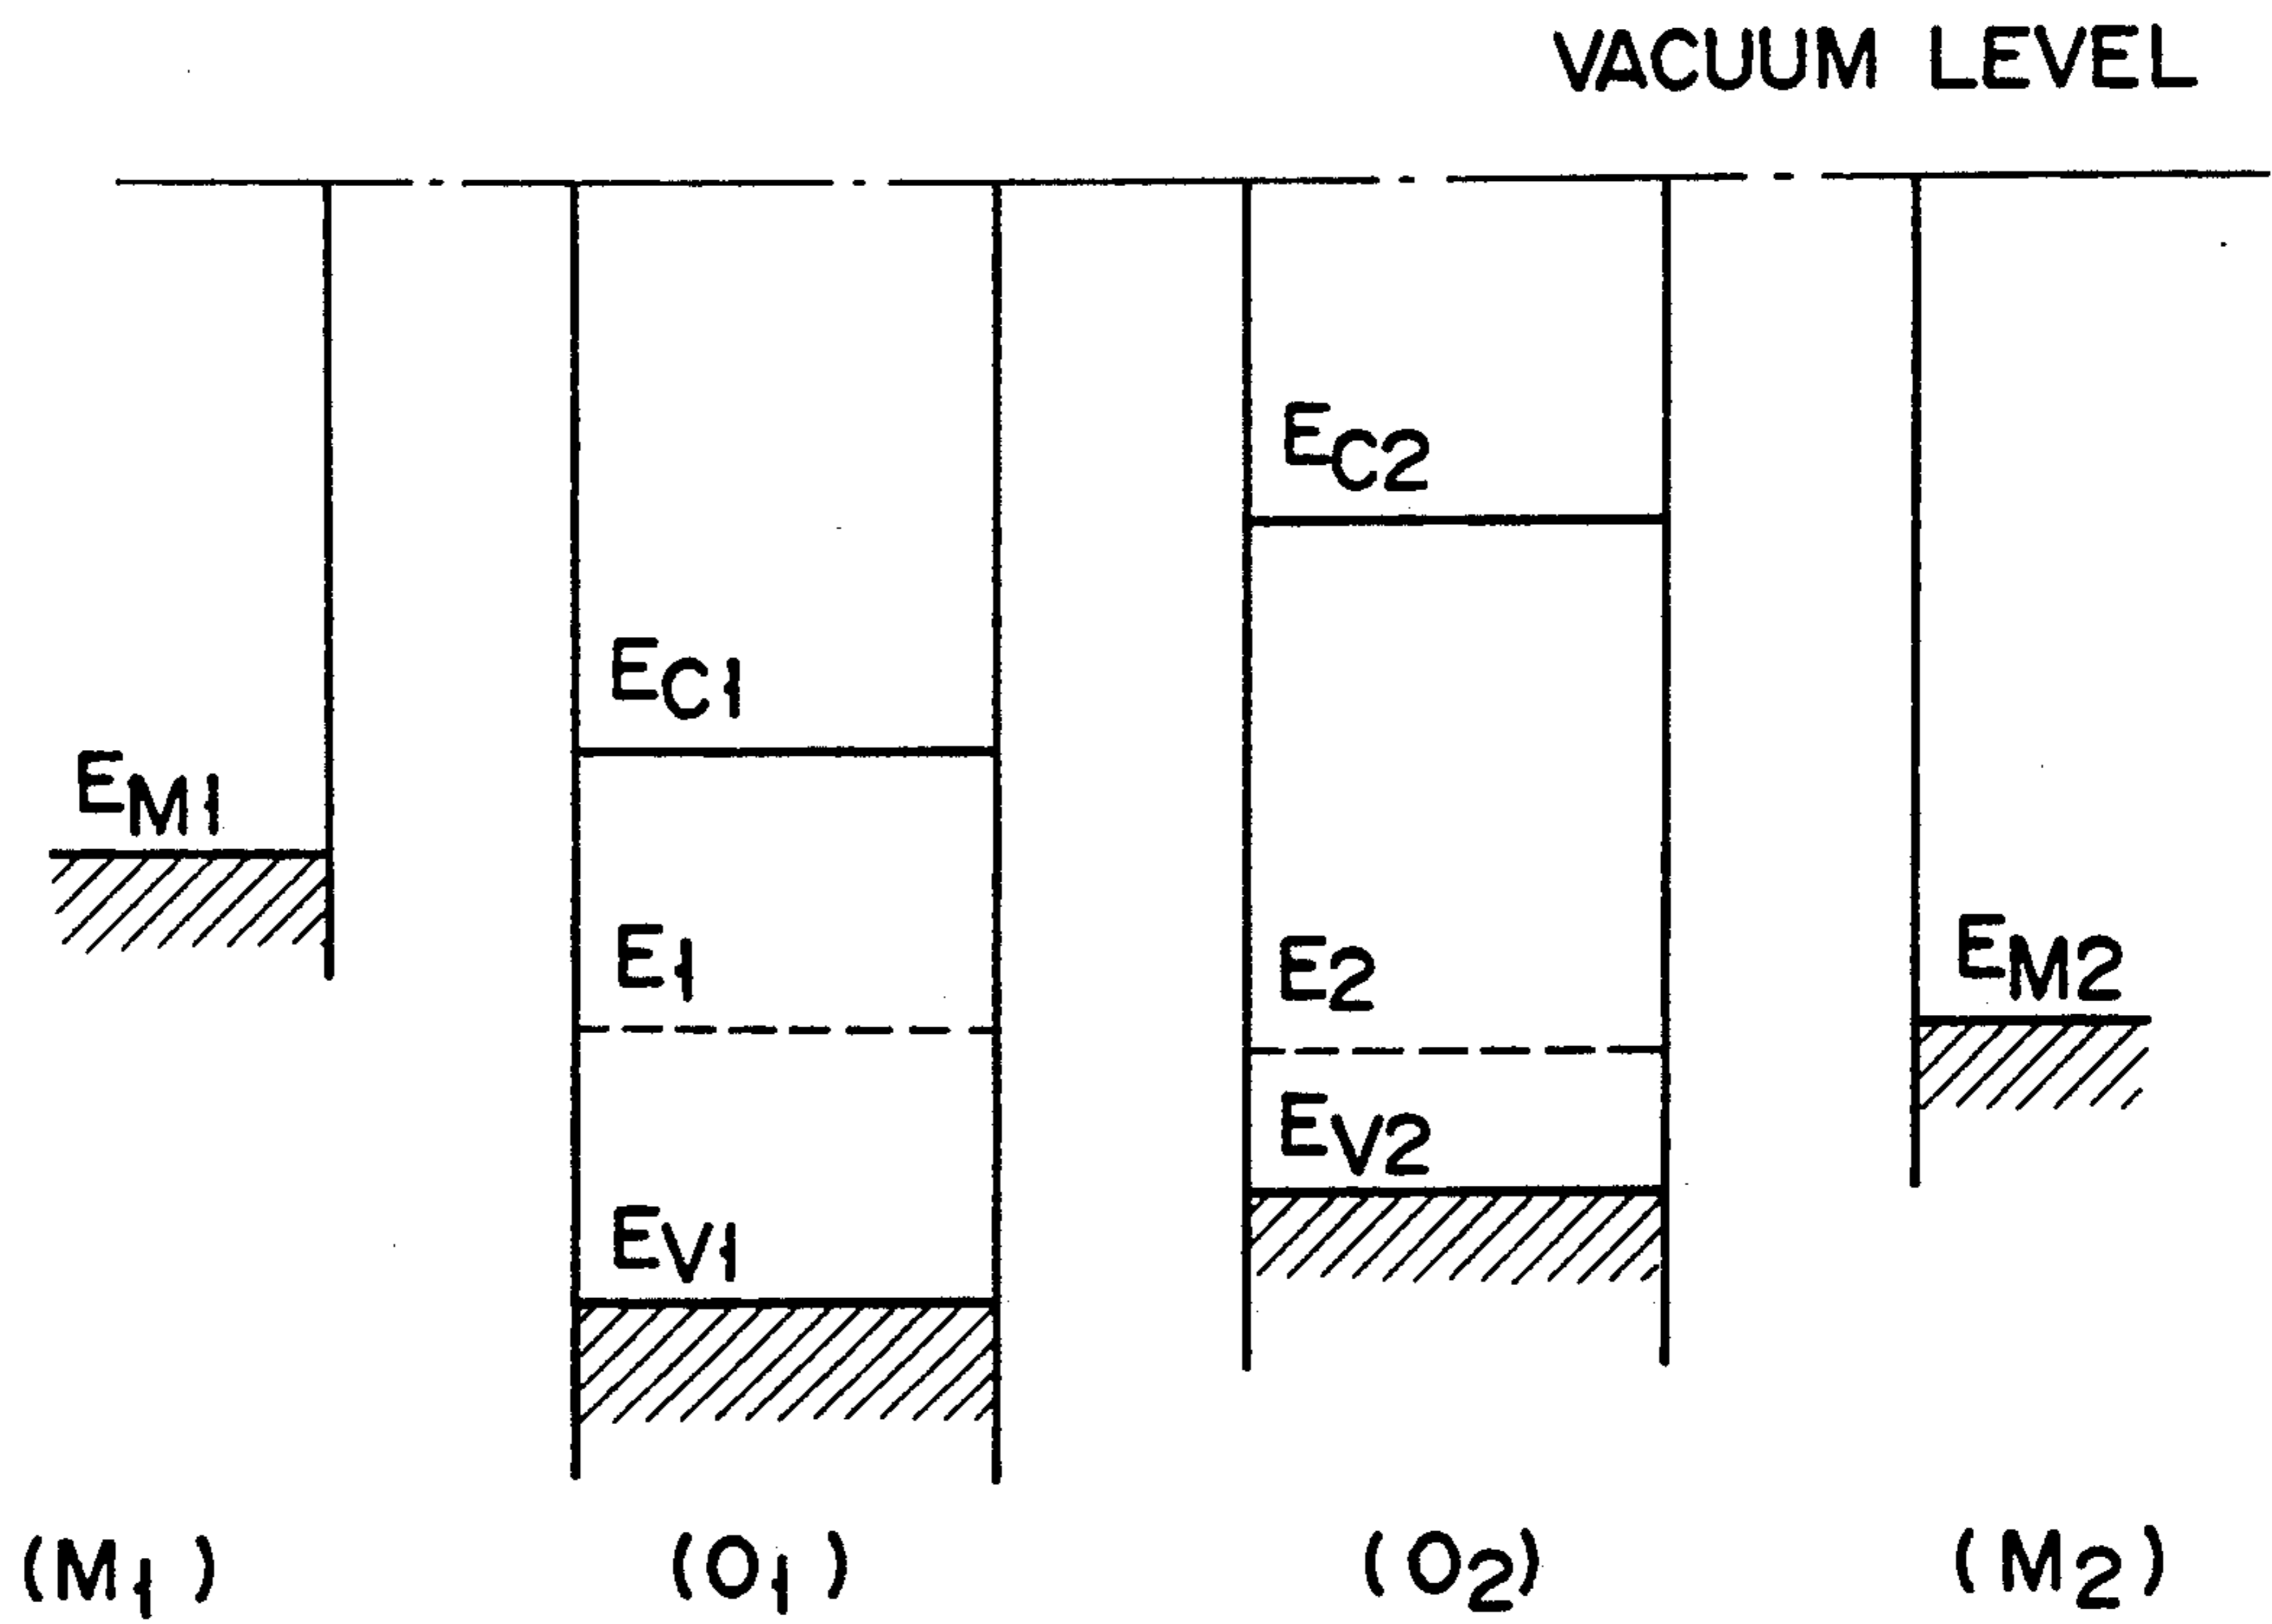 VACUUM LEVEL
EC2
EC1
EM1
E1
E2
EM2
EV2
EV1
(M1) (O1) (O2) (M2)